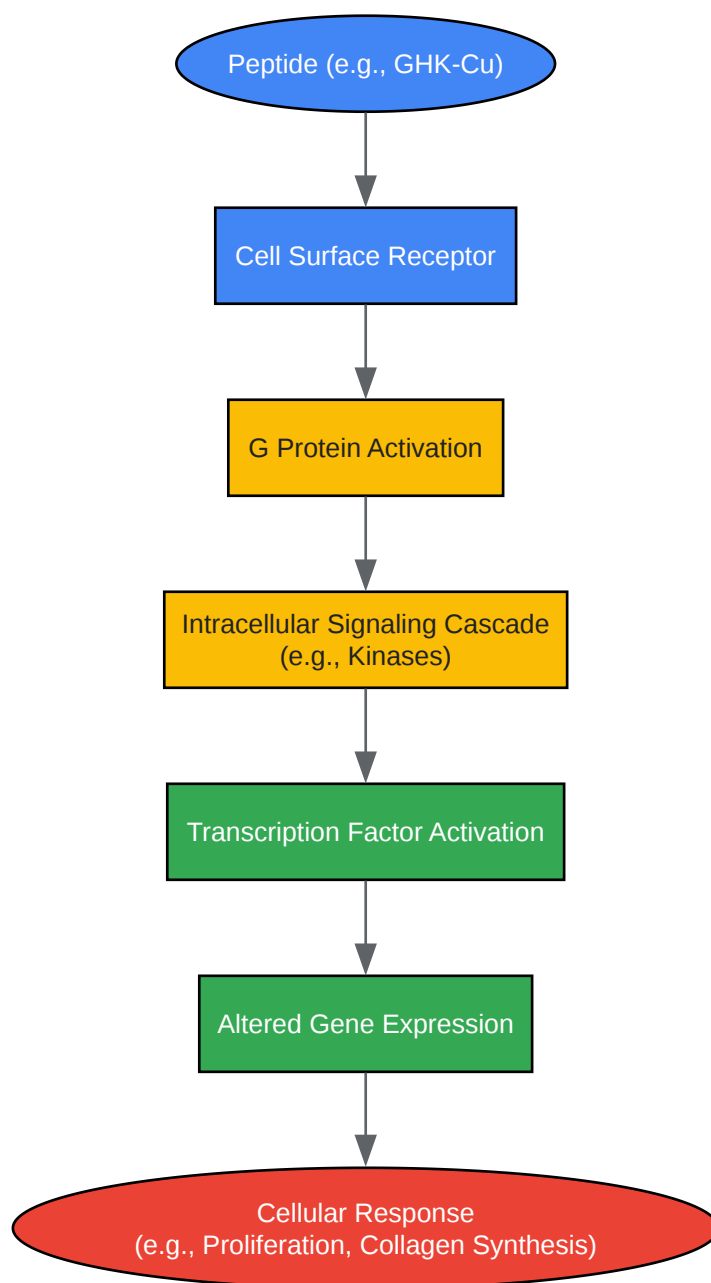 Peptide (e.g., GHK-Cu)
Cell Surface Receptor
G Protein Activation
Intracellular Signaling Cascade
(e.g., Kinases)
Transcription Factor Activation
Altered Gene Expression
Cellular Response
(e.g., Proliferation, Collagen Synthesis)